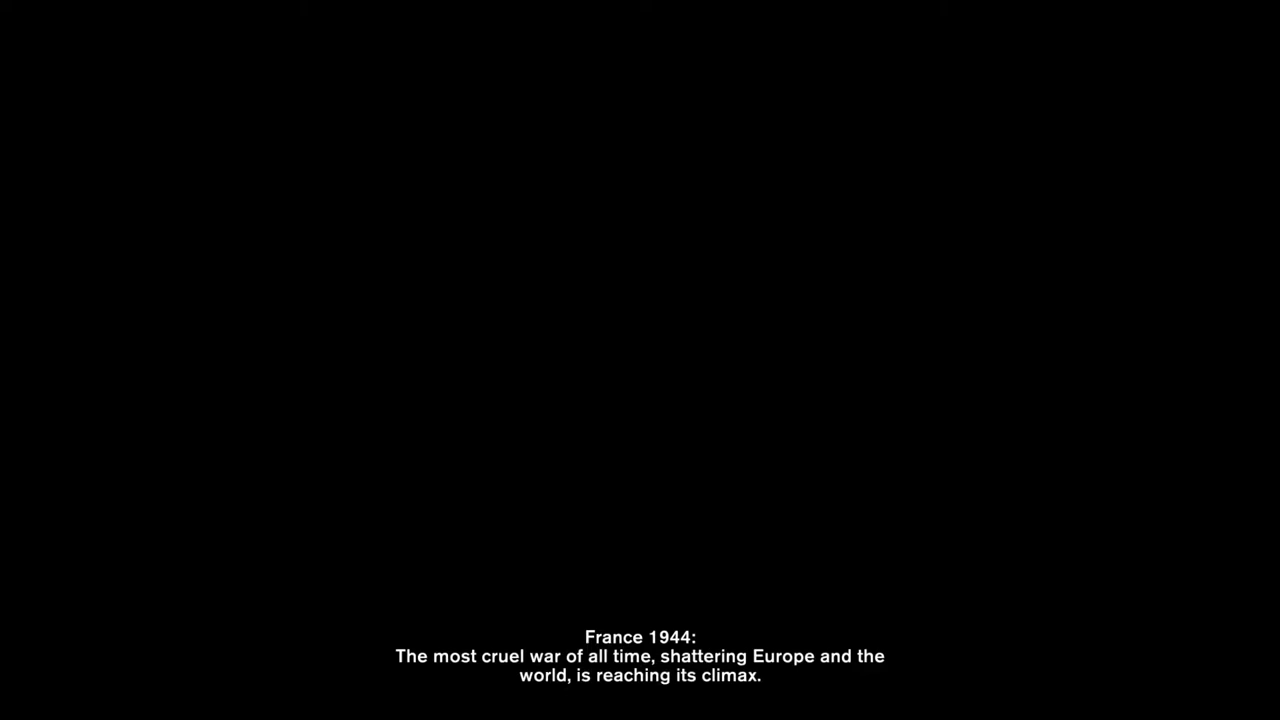 France 1944:
The most cruel war of all time, shattering Europe and the
world, is reaching its climax.